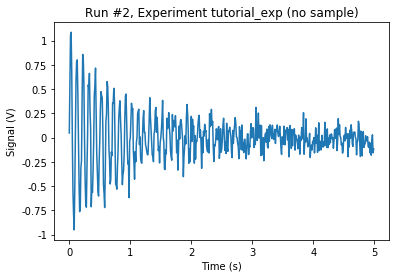 Run #2, Experiment tutorial_exp (no sample)
Signal (V)
1
0.75
0.5
0.25
0
-0.25
-0.5
-0.75
-1
0 1 2 3 4 5
Time (s)